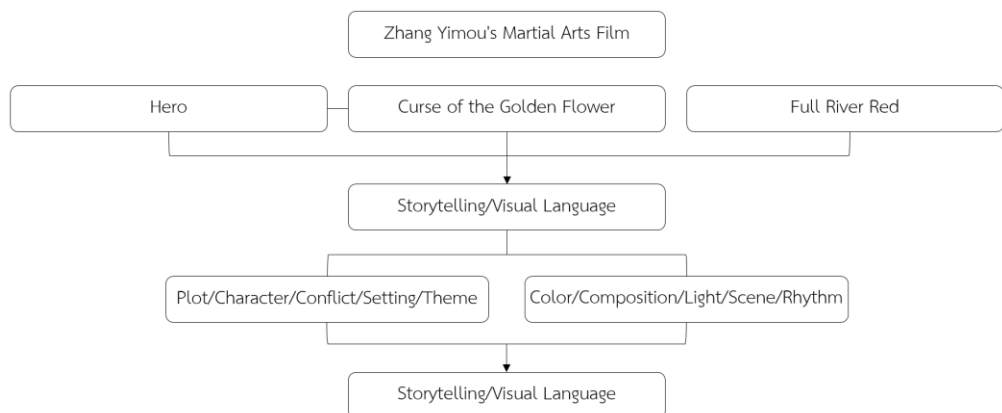 Zhang Yimou's Martial Arts Film
Hero
Curse of the Golden Flower
Full River Red
Storytelling/Visual Language
Plot/Character/Conflict/Setting/Theme
Color/Composition/Light/Scene/Rhythm
Storytelling/Visual Language